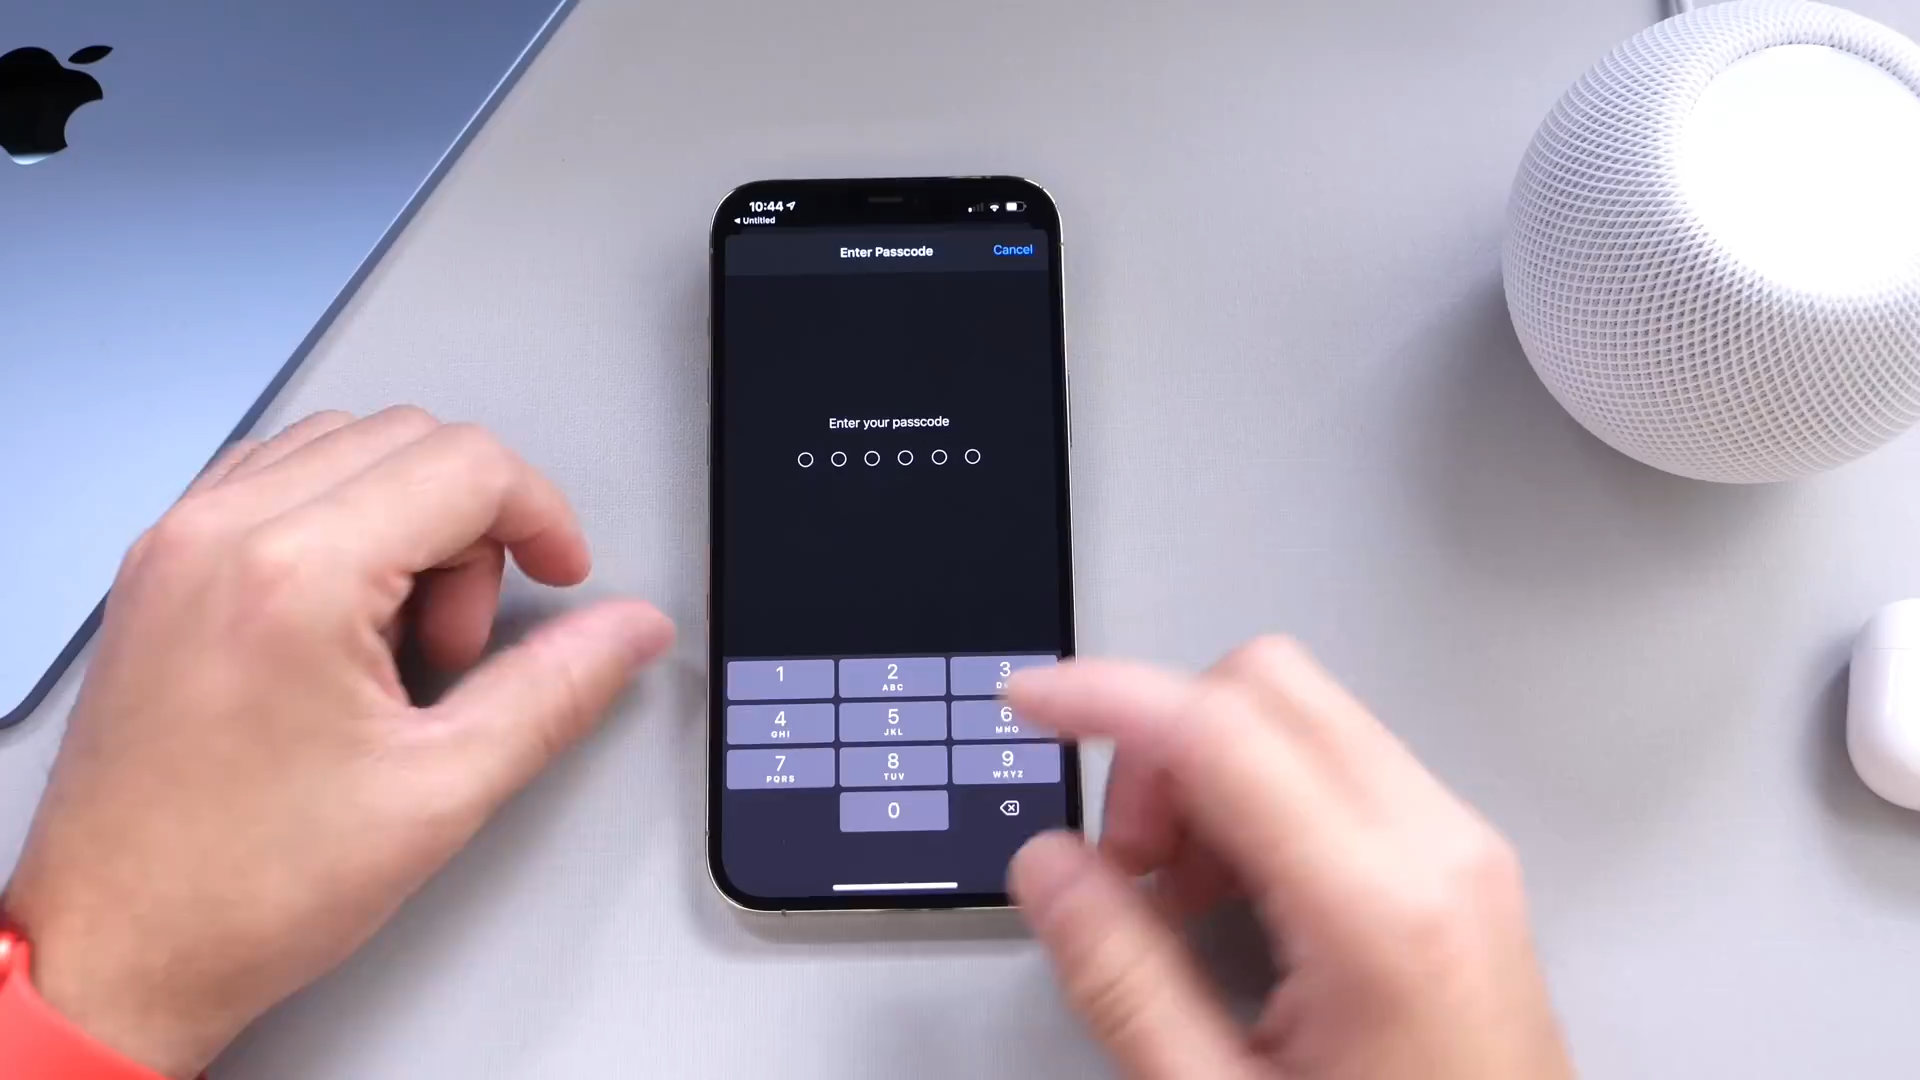 10:44
◀ Untitled
Enter Passcode
Cancel
Enter your passcode
1
2
ABC
3
4
GHI
5
JKL
6
MNO
7
PQRS
8
TUV
9
WXYZ
0